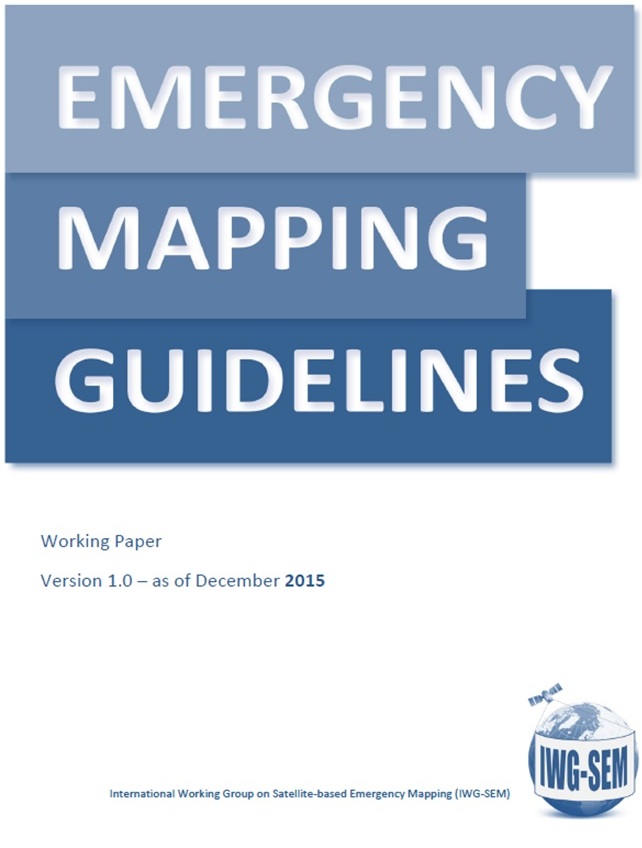 EMERGENCY
MAPPING
GUIDELINES
Working Paper
Version 1.0 – as of December 2015
IWG-SEM
International Working Group on Satellite-based Emergency Mapping (IWG-SEM)